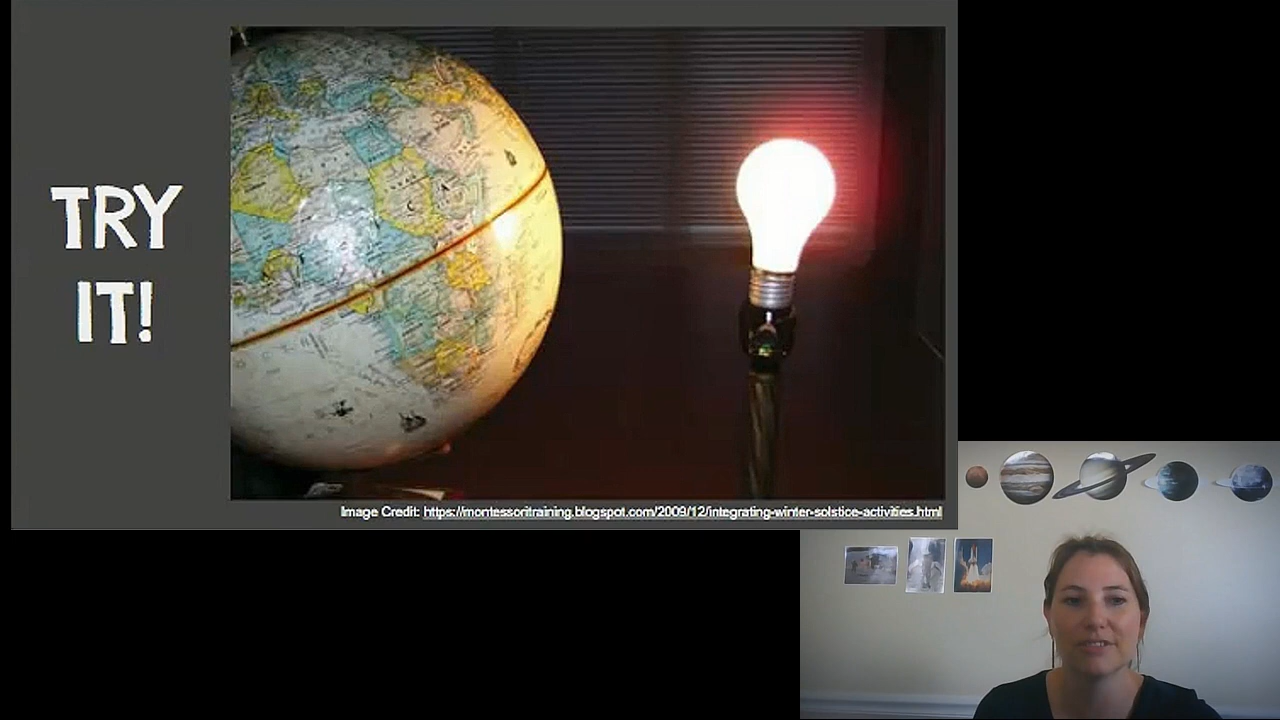 TRY
IT!
Image Credit: https://montessoritraining.blogspot.com/2009/12/integrating-winter-solstice-activities.html